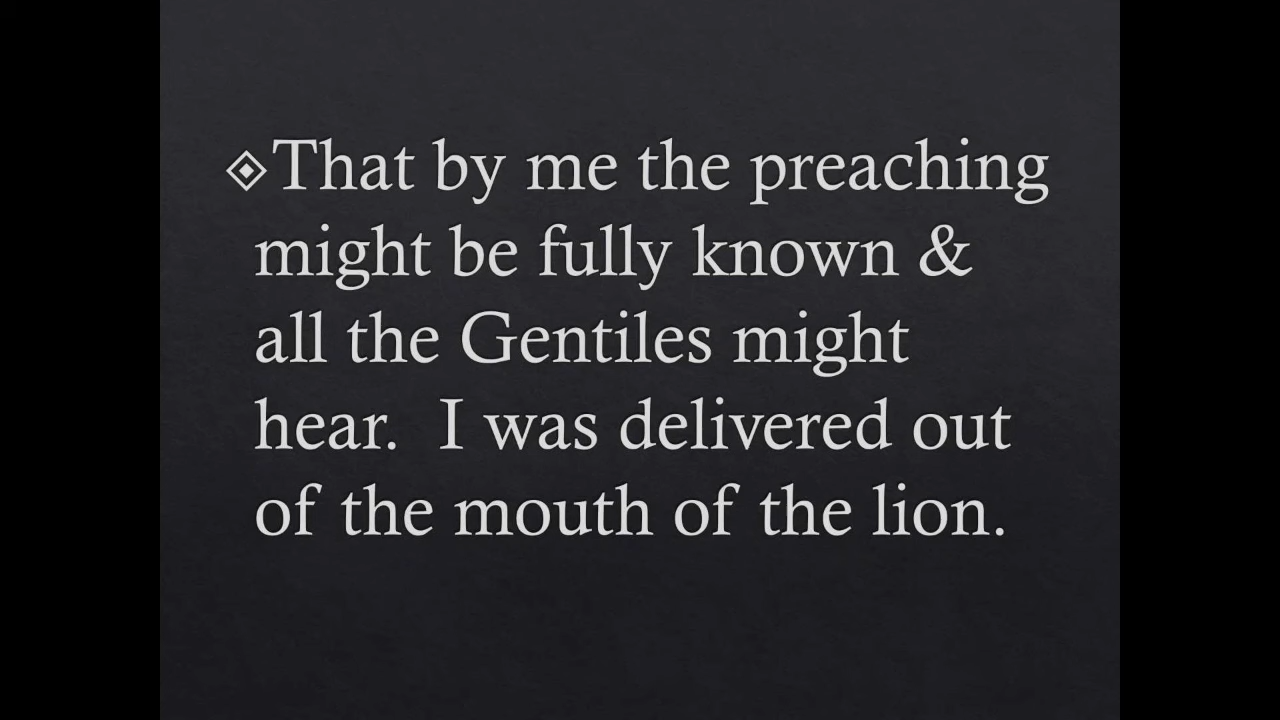 That by me the preaching
might be fully known &
all the Gentiles might
hear.  I was delivered out
of the mouth of the lion.